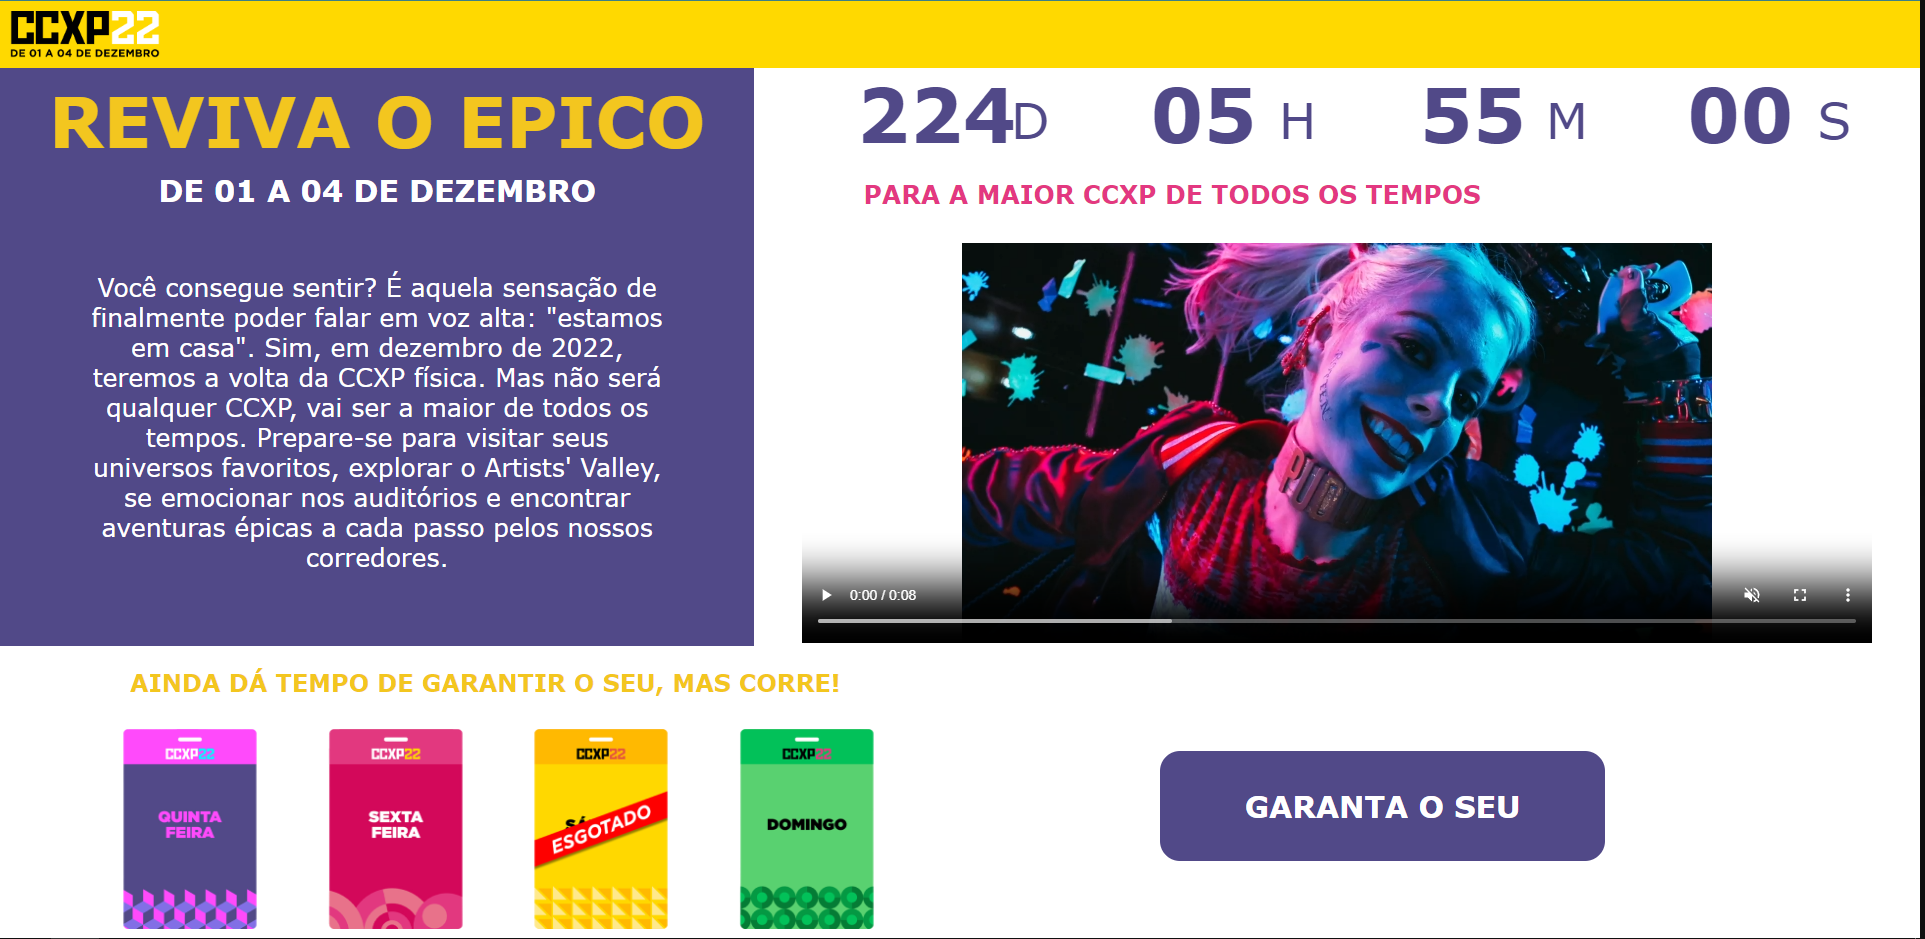 CCXP22
DE 01 A 04 DE DEZEMBRO
REVIVA O EPICO
DE 01 A 04 DE DEZEMBRO
Você consegue sentir? É aquela sensação de
finalmente poder falar em voz alta: "estamos
em casa". Sim, em dezembro de 2022,
teremos a volta da CCXP física. Mas não será
qualquer CCXP, vai ser a maior de todos os
tempos. Prepare-se para visitar seus
universos favoritos, explorar o Artists' Valley,
se emocionar nos auditórios e encontrar
aventuras épicas a cada passo pelos nossos
corredores.
224D 05 H 55 M 00 S
PARA A MAIOR CCXP DE TODOS OS TEMPOS
PUD
0:00 / 0:08
AINDA DÁ TEMPO DE GARANTIR O SEU, MAS CORRE!
CCXP22
QUINTA
FEIRA
CCXP22
SEXTA
FEIRA
CCXP22
ESGOTADO
CCXP22
DOMINGO
GARANTA O SEU